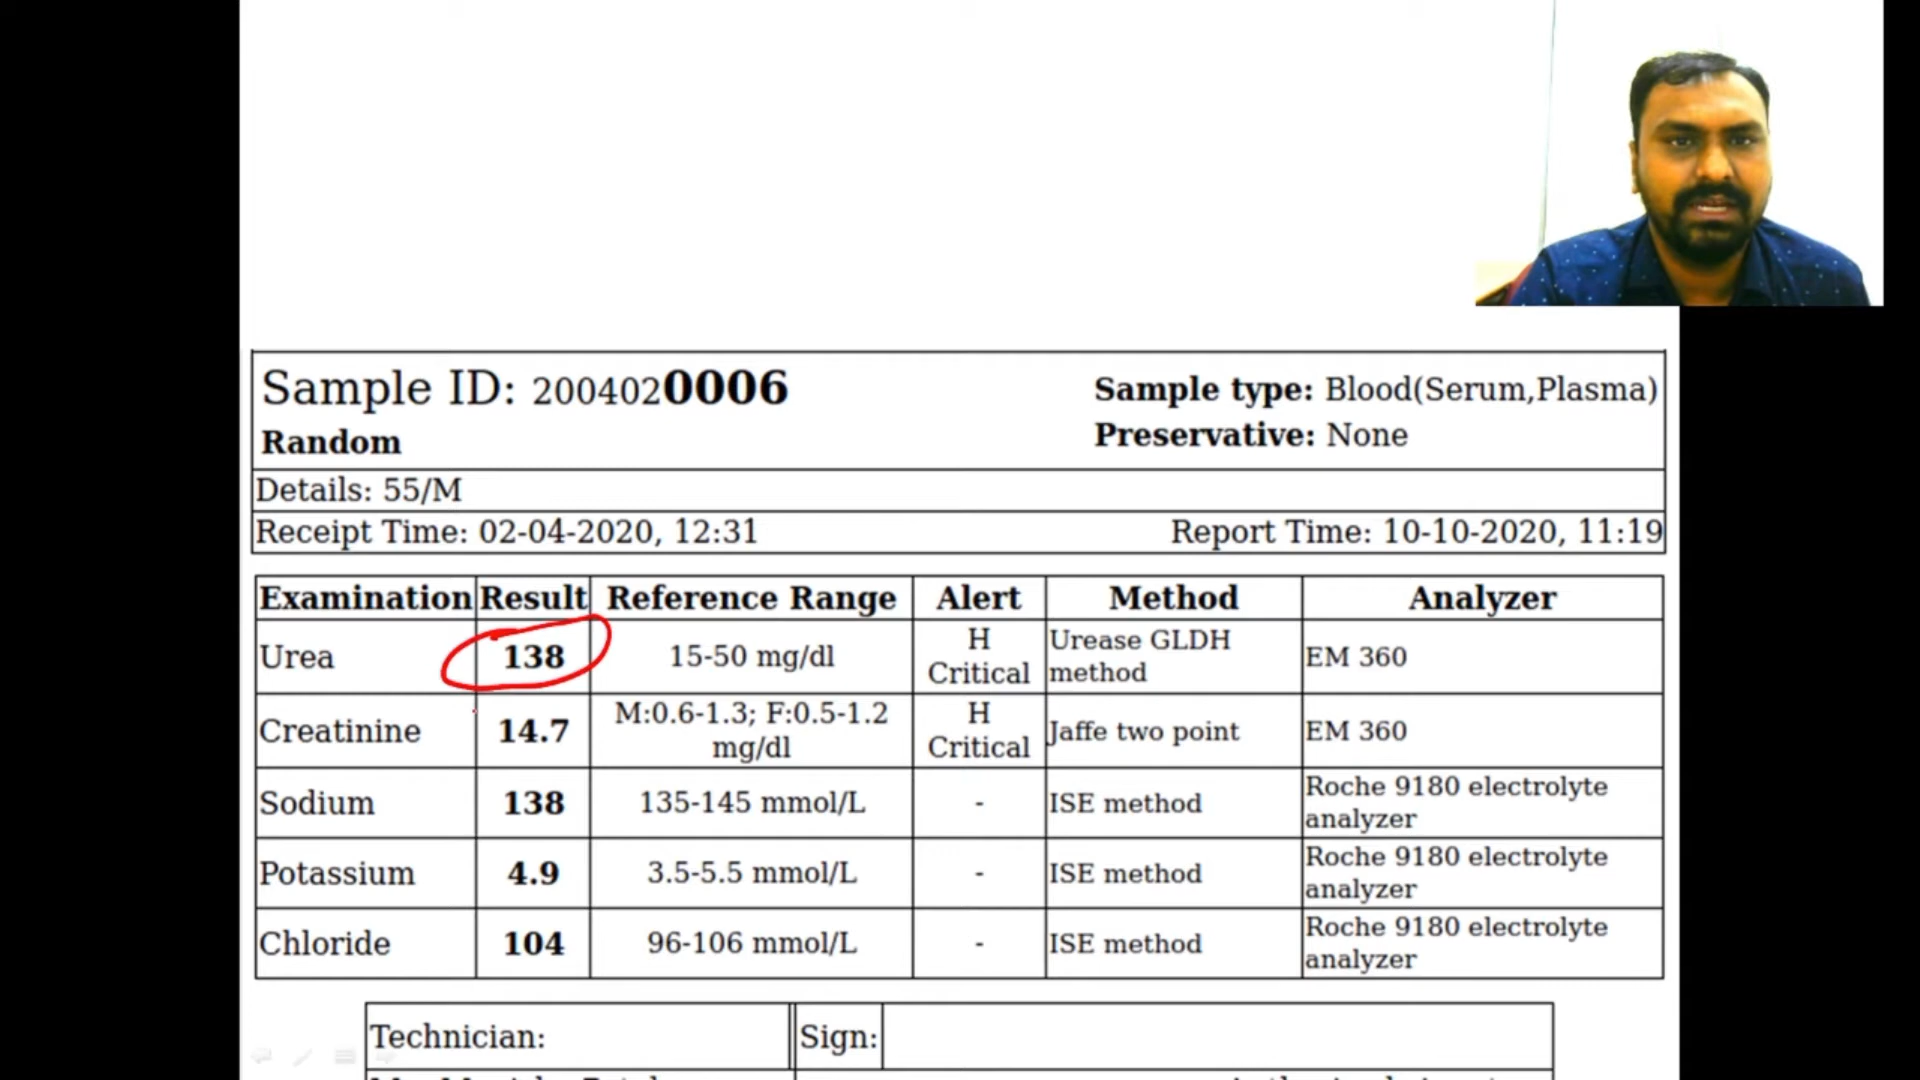 Sample ID: 2004020006
Sample type: Blood(Serum,Plasma)
Random
Preservative: None
Details: 55/M
Receipt Time: 02-04-2020, 12:31
Report Time: 10-10-2020, 11:19
Examination Result Reference Range Alert Method Analyzer
Urea 138 15-50 mg/dl H Critical Urease GLDH method EM 360
Creatinine 14.7 M:0.6-1.3; F:0.5-1.2 mg/dl H Critical Jaffe two point EM 360
Sodium 138 135-145 mmol/L - ISE method Roche 9180 electrolyte analyzer
Potassium 4.9 3.5-5.5 mmol/L - ISE method Roche 9180 electrolyte analyzer
Chloride 104 96-106 mmol/L - ISE method Roche 9180 electrolyte analyzer
Technician: Sign: